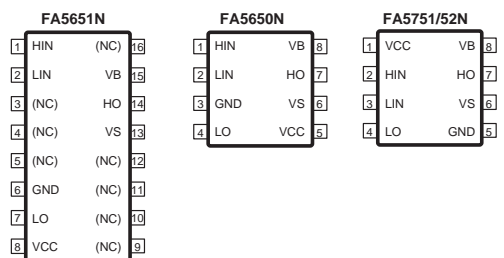 FA5651N
1 HIN (NC) 16
2 LIN VB 15
3 (NC) HO 14
4 (NC) VS 13
5 (NC) (NC) 12
6 GND (NC) 11
7 LO (NC) 10
8 VCC (NC) 9
FA5650N
1 HIN VB 8
2 LIN HO 7
3 GND VS 6
4 LO VCC 5
FA5751/52N
1 VCC VB 8
2 HIN HO 7
3 LIN VS 6
4 LO GND 5